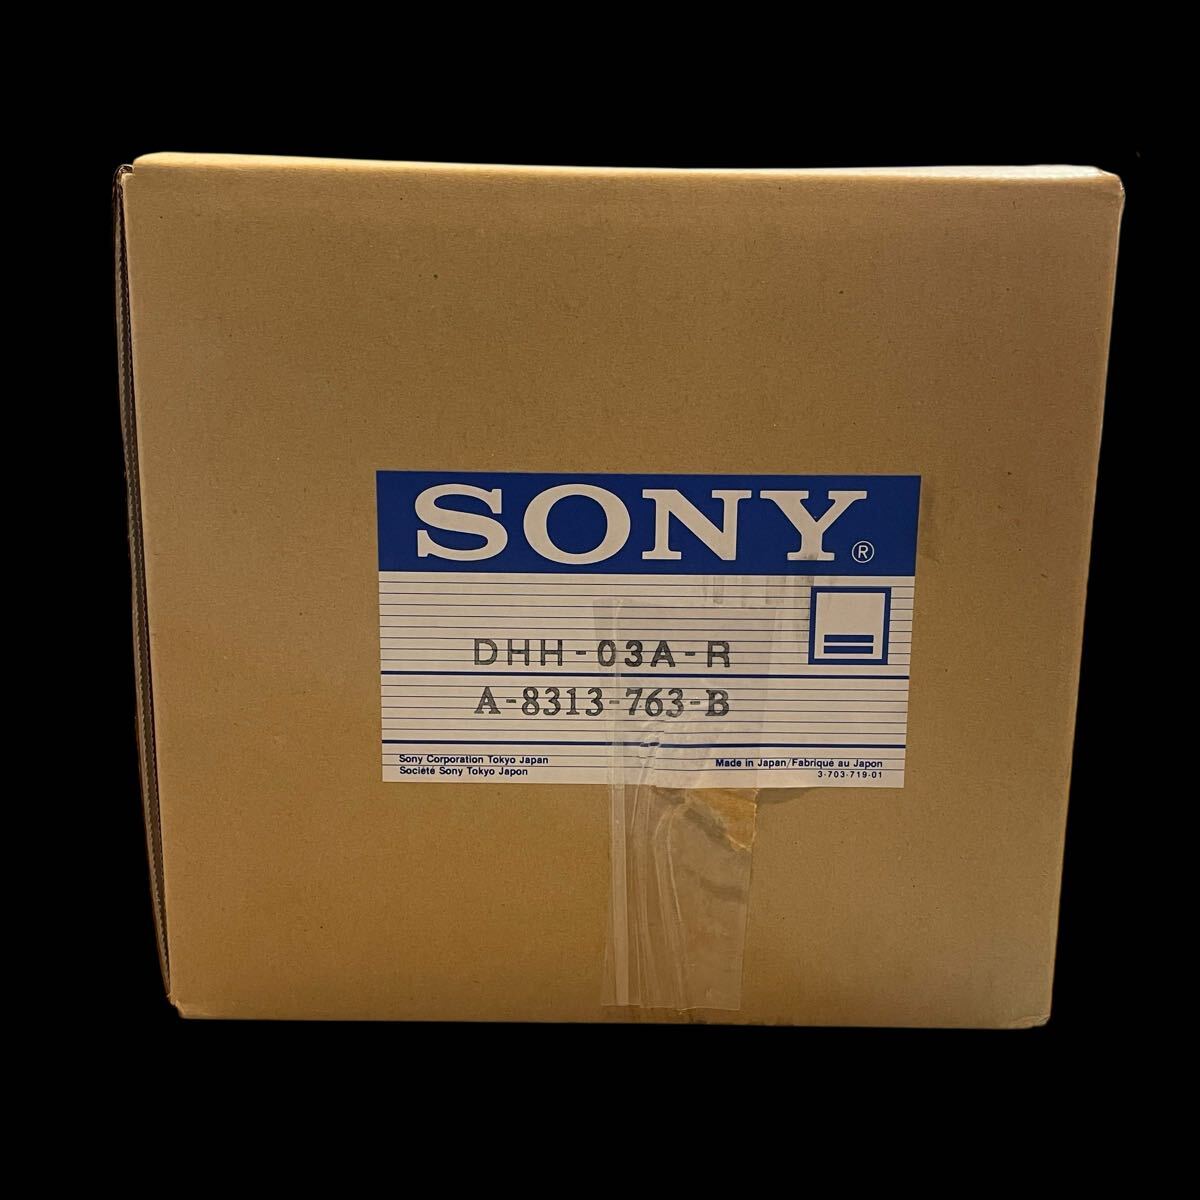 SONY®
DHH-03A-R
A-8313-763-B
Sony Corporation Tokyo Japan
Société Sony Tokyo Japon
Made in Japan/Fabriqué au Japon
3-703-719-01